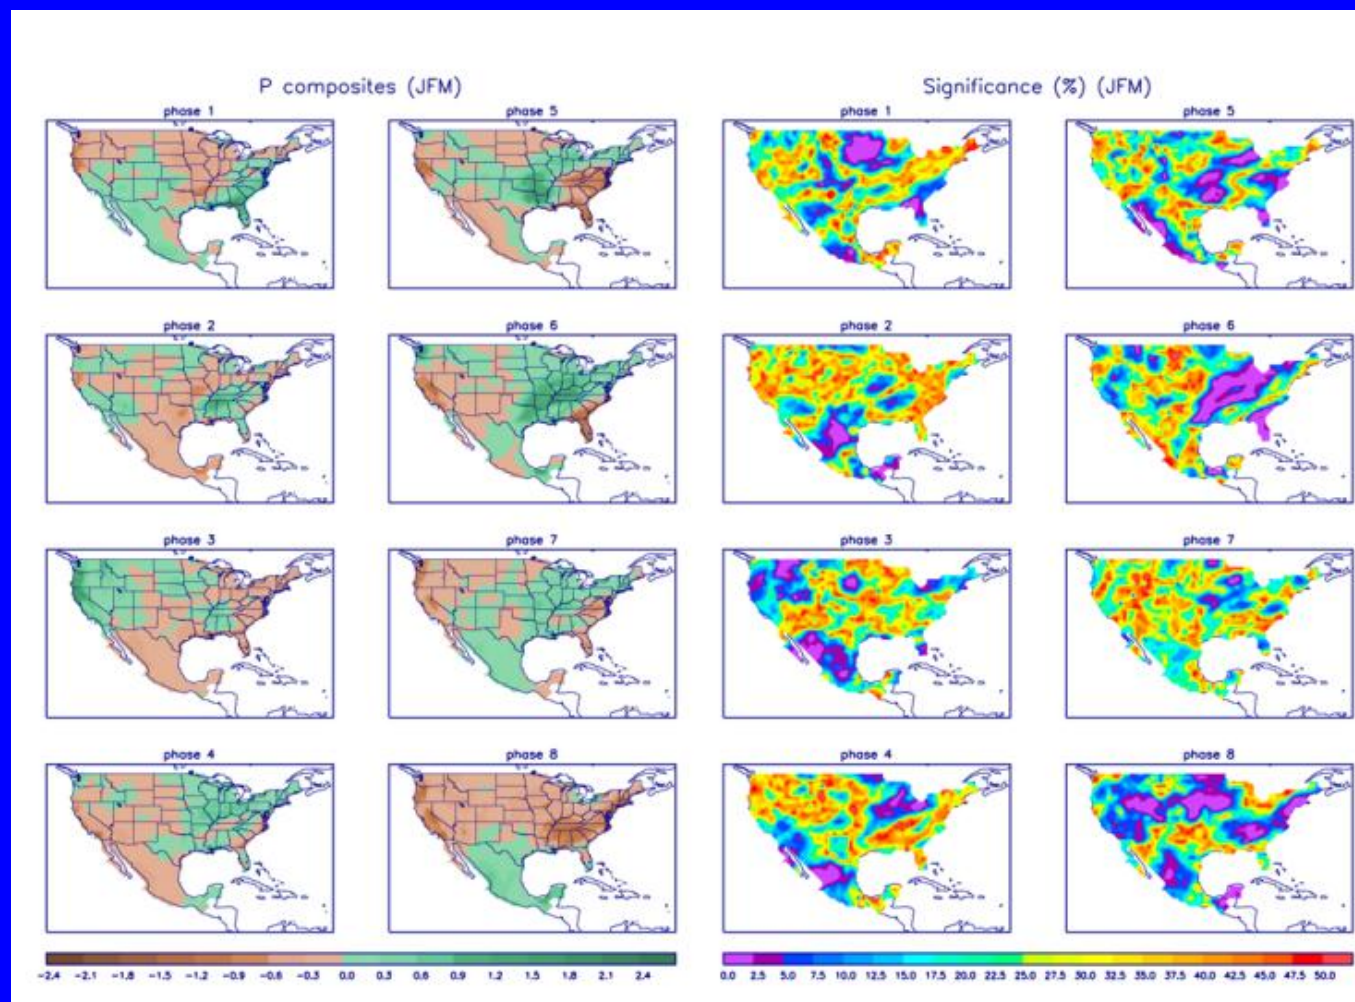 P composites (JFM)
Significance (%) (JFM)
phase 1
phase 5
phase 1
phase 5
phase 2
phase 6
phase 2
phase 6
phase 3
phase 7
phase 3
phase 7
phase 4
phase 8
phase 4
phase 8
−2.4 −2.1 −1.8 −1.5 −1.2 −0.9 −0.6 −0.3 0.0 0.3 0.6 0.9 1.2 1.5 1.8 2.1 2.4
0.0 2.5 5.0 7.5 10.0 12.5 15.0 17.5 20.0 22.5 25.0 27.5 30.0 32.5 35.0 37.5 40.0 42.5 45.0 47.5 50.0